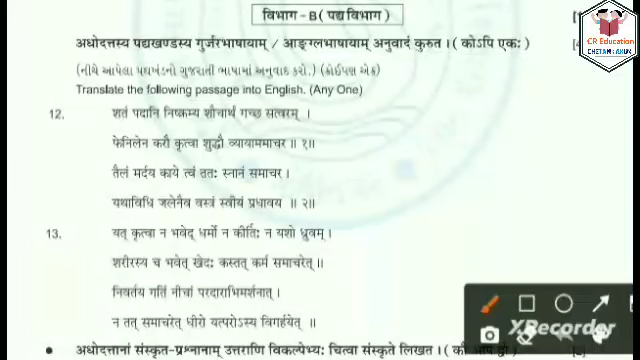 विभाग - B ( पद्य विभाग )
CR Education
CHETAN SAKUN
अधोदत्तस्य पद्यखण्डस्य गुर्जरभाषायाम् / आङ्ग्लभाषायाम् अनुवादं कुरुत । ( कोऽपि एकः )
(નીચે આપેલા પદ્યખંડનો ગુજરાતી ભાષામાં અનુવાદ કરો.) (કોઈપણ એક)
Translate the following passage into English. (Any One)
12. शतं पदानि निष्क्रम्य शौचार्थं गच्छ सत्वरम् ।
फेनिलेन करौ कृत्वा शुद्धौ व्यायाममाचर ॥ १॥
तैलं मर्दय काये त्वं ततः स्नानं समाचर ।
यथाविधि जलेनैव वस्त्रं स्वीयं प्रधावय ॥ २॥
13. यत् कृत्वा न भवेद् धर्मो न कीर्तिः न यशो ध्रुवम् ।
शरीरस्य च भवेत् खेदः कस्तत् कर्म समाचरेत् ॥
निवर्तय गतिं नीचां परदाराभिमर्शनात् ।
न तत् समाचरेत् धीरो यत्परोऽस्य विगर्हयेत् ॥
XRecorder
• अधोदत्तानां संस्कृत-प्रश्नानाम् उत्तराणि विकल्पेभ्यः चित्वा संस्कृते लिखत ।